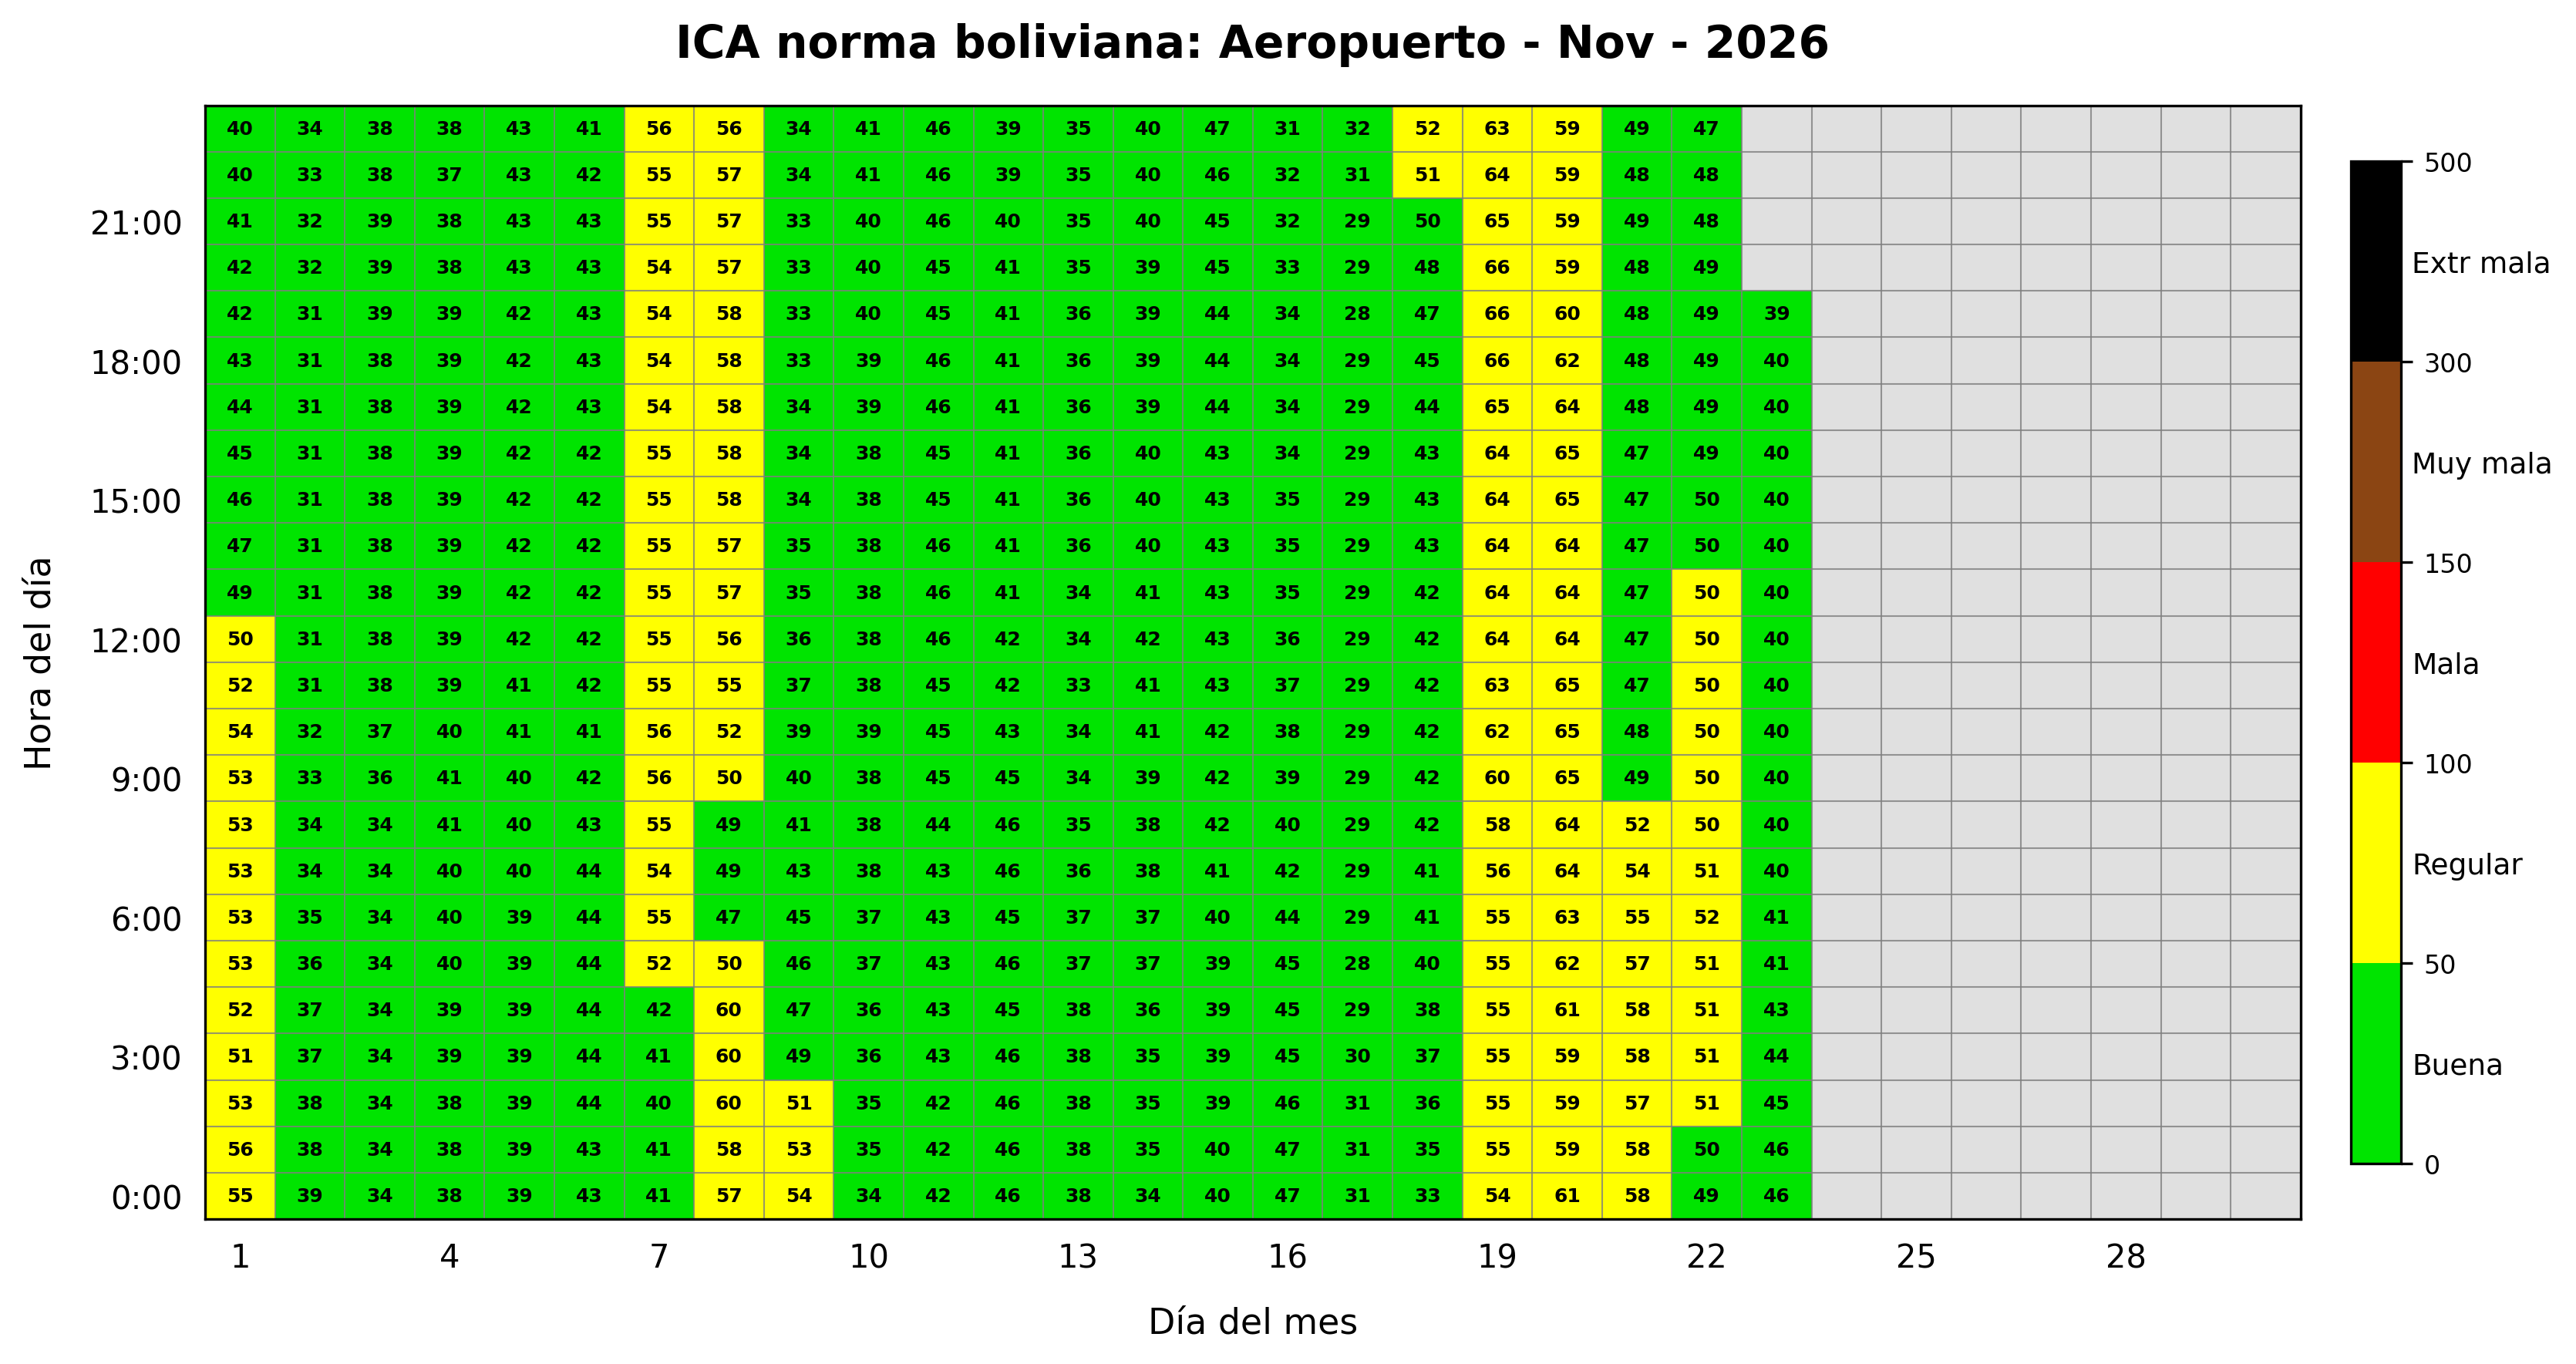 ICA norma boliviana: Aeropuerto - Nov - 2026
40 34 38 38 43 41 56 56 34 41 46 39 35 40 47 31 32 52 63 59 49 47
40 33 38 37 43 42 55 57 34 41 46 39 35 40 46 32 31 51 64 59 48 48
21:00 41 32 39 38 43 43 55 57 33 40 46 40 35 40 45 32 29 50 65 59 49 48
42 32 39 38 43 43 54 57 33 40 45 41 35 39 45 33 29 48 66 59 48 49
42 31 39 39 42 43 54 58 33 40 45 41 36 39 44 34 28 47 66 60 48 49 39
18:00 43 31 38 39 42 43 54 58 33 39 46 41 36 39 44 34 29 45 66 62 48 49 40
44 31 38 39 42 43 54 58 34 39 46 41 36 39 44 34 29 44 65 64 48 49 40
45 31 38 39 42 42 55 58 34 38 45 41 36 40 43 34 29 43 64 65 47 49 40
15:00 46 31 38 39 42 42 55 58 34 38 45 41 36 40 43 35 29 43 64 65 47 50 40
47 31 38 39 42 42 55 57 35 38 46 41 36 40 43 35 29 43 64 64 47 50 40
49 31 38 39 42 42 55 57 35 38 46 41 34 41 43 35 29 42 64 64 47 50 40
12:00 50 31 38 39 42 42 55 56 36 38 46 42 34 42 43 36 29 42 64 64 47 50 40
52 31 38 39 41 42 55 55 37 38 45 42 33 41 43 37 29 42 63 65 47 50 40
54 32 37 40 41 41 56 52 39 39 45 43 34 41 42 38 29 42 62 65 48 50 40
9:00 53 33 36 41 40 42 56 50 40 38 45 45 34 39 42 39 29 42 60 65 49 50 40
53 34 34 41 40 43 55 49 41 38 44 46 35 38 42 40 29 42 58 64 52 50 40
53 34 34 40 40 44 54 49 43 38 43 46 36 38 41 42 29 41 56 64 54 51 40
6:00 53 35 34 40 39 44 55 47 45 37 43 45 37 37 40 44 29 41 55 63 55 52 41
53 36 34 40 39 44 52 50 46 37 43 46 37 37 39 45 28 40 55 62 57 51 41
52 37 34 39 39 44 42 60 47 36 43 45 38 36 39 45 29 38 55 61 58 51 43
3:00 51 37 34 39 39 44 41 60 49 36 43 46 38 35 39 45 30 37 55 59 58 51 44
53 38 34 38 39 44 40 60 51 35 42 46 38 35 39 46 31 36 55 59 57 51 45
56 38 34 38 39 43 41 58 53 35 42 46 38 35 40 47 31 35 55 59 58 50 46
0:00 55 39 34 38 39 43 41 57 54 34 42 46 38 34 40 47 31 33 54 61 58 49 46
1 4 7 10 13 16 19 22 25 28
Día del mes
Hora del día
500
Extr mala
300
Muy mala
150
Mala
100
Regular
50
Buena
0